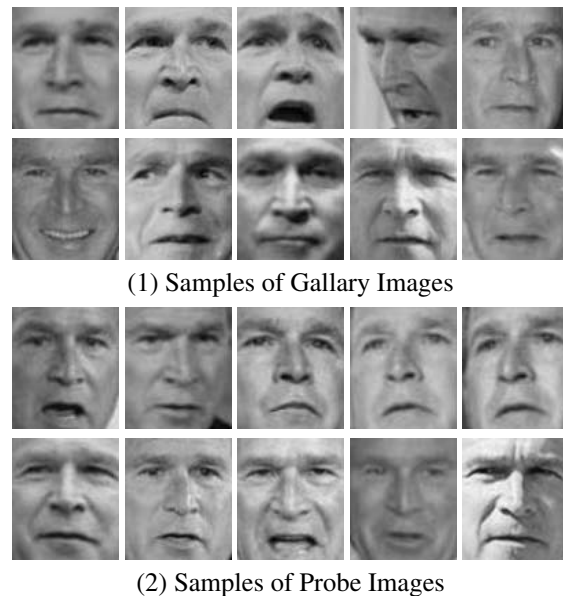 (1) Samples of Gallary Images
(2) Samples of Probe Images